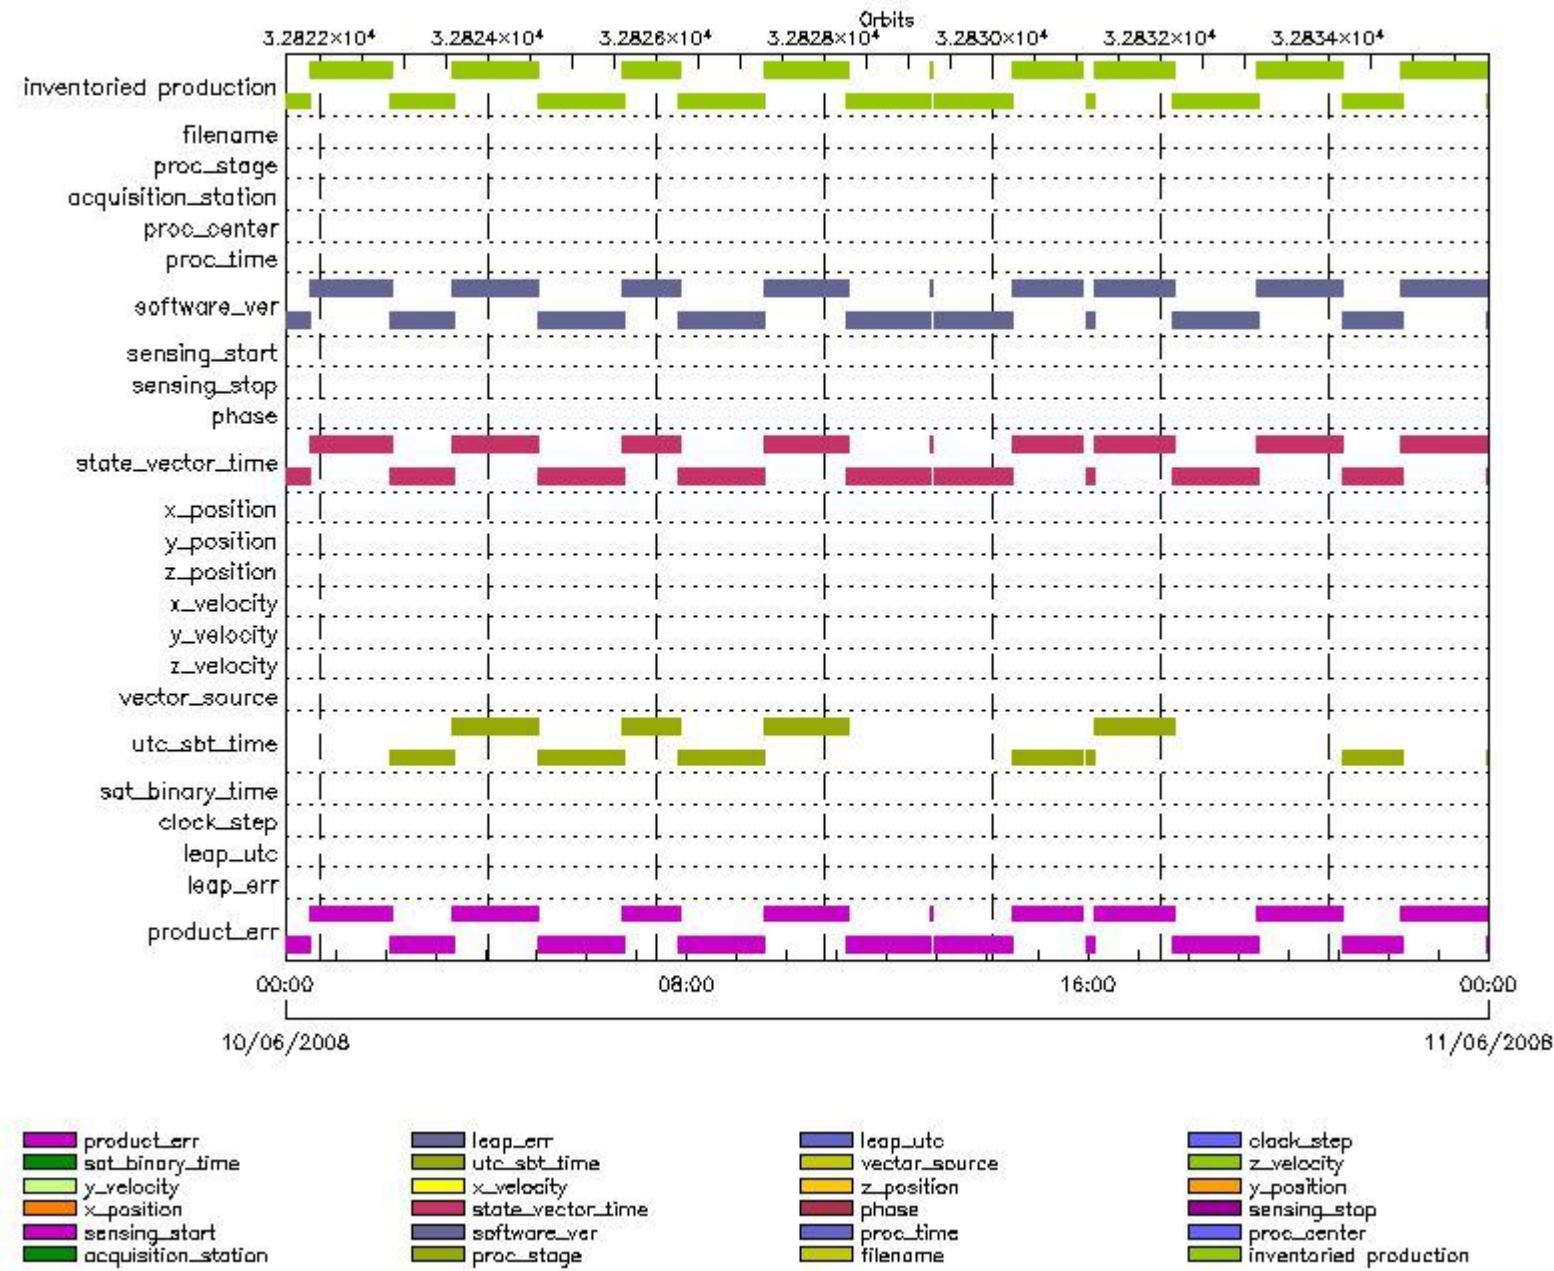 Orbits
3.2822×10⁴ 3.2824×10⁴ 3.2826×10⁴ 3.2828×10⁴ 3.2830×10⁴ 3.2832×10⁴ 3.2834×10⁴
inventoried production
filename
proc_stage
acquisition_station
proc_center
proc_time
software_ver
sensing_start
sensing_stop
phase
state_vector_time
x_position
y_position
z_position
x_velocity
y_velocity
z_velocity
vector_source
utc_sbt_time
sat_binary_time
clock_step
leap_utc
leap_err
product_err
00:00 08:00 16:00 00:00
10/06/2008 11/06/2008
product_err leap_err leap_utc clock_step
sat_binary_time utc_sbt_time vector_source z_velocity
y_velocity x_velocity z_position y_position
x_position state_vector_time phase sensing_stop
sensing_start software_ver proc_time proc_center
acquisition_station proc_stage filename inventoried production